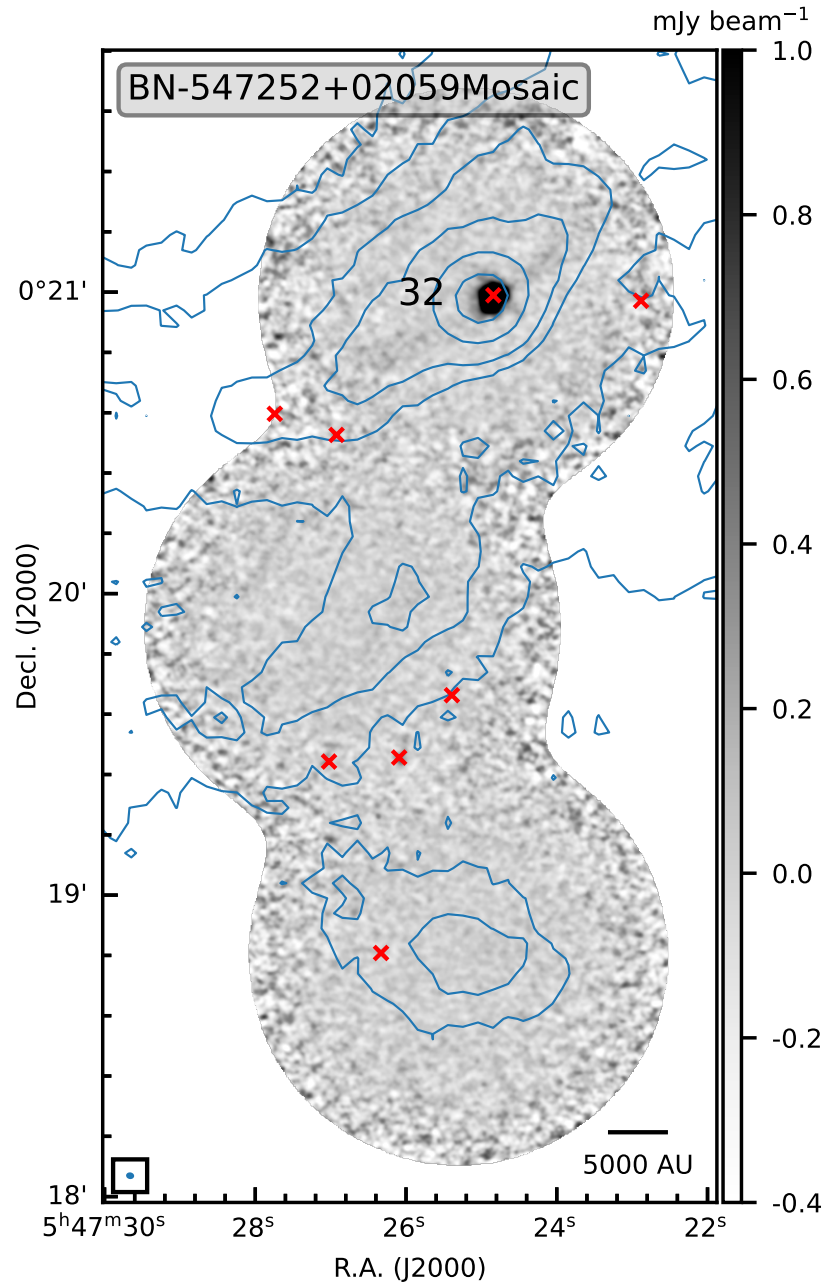 mJy beam⁻¹
BN-547252+02059Mosaic
1.0
0.8
0.6
0.4
0.2
0.0
-0.2
-0.4
32
0°21'
20'
19'
18'
Decl. (J2000)
5000 AU
5ʰ47ᵐ30ˢ
28ˢ
26ˢ
24ˢ
22ˢ
R.A. (J2000)